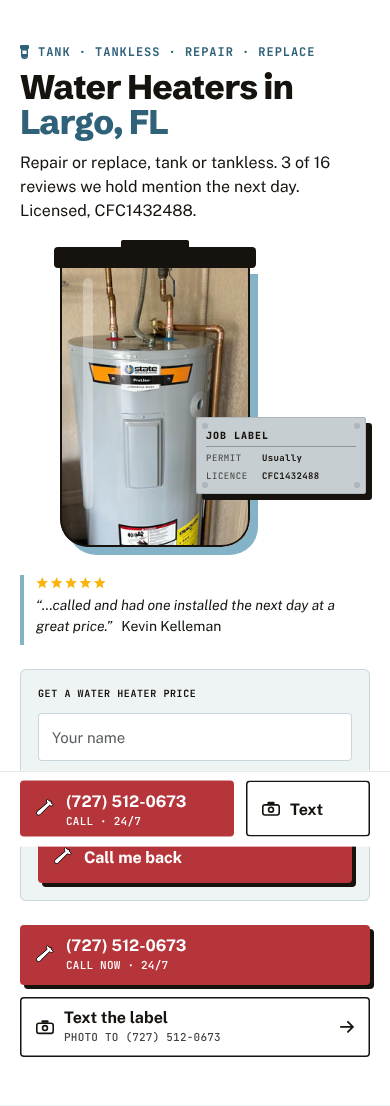 TANK · TANKLESS · REPAIR · REPLACE
Water Heaters in
Largo, FL
Repair or replace, tank or tankless. 3 of 16
reviews we hold mention the next day.
Licensed, CFC1432488.
state
ProLine
JOB LABEL
PERMIT Usually
LICENCE CFC1432488
“…called and had one installed the next day at a
great price.” Kevin Kelleman
GET A WATER HEATER PRICE
Your name
(727) 512-0673
CALL · 24/7
Text
Call me back
(727) 512-0673
CALL NOW · 24/7
Text the label
PHOTO TO (727) 512-0673